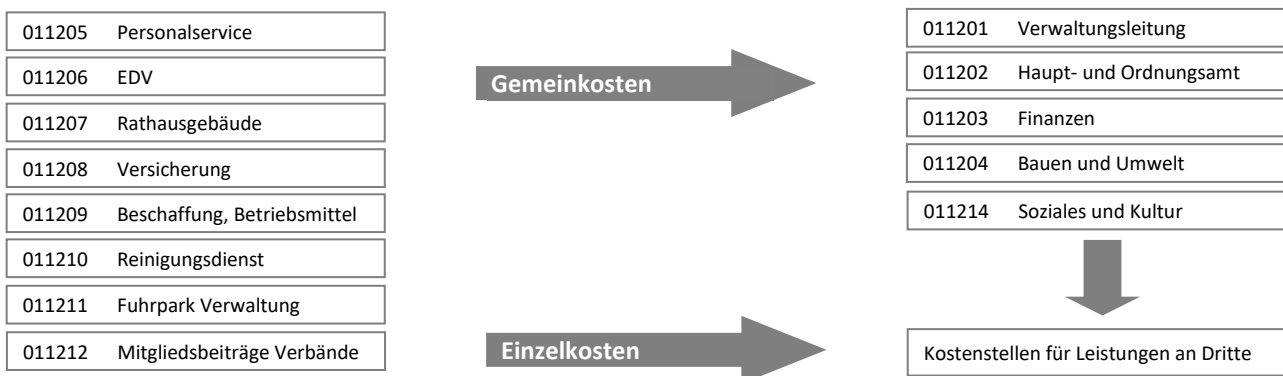 011205 Personalservice
011206 EDV
011207 Rathausgebäude
011208 Versicherung
011209 Beschaffung, Betriebsmittel
011210 Reinigungsdienst
011211 Fuhrpark Verwaltung
011212 Mitgliedsbeiträge Verbände
Gemeinkosten
Einzelkosten
011201 Verwaltungsleitung
011202 Haupt- und Ordnungsamt
011203 Finanzen
011204 Bauen und Umwelt
011214 Soziales und Kultur
Kostenstellen für Leistungen an Dritte